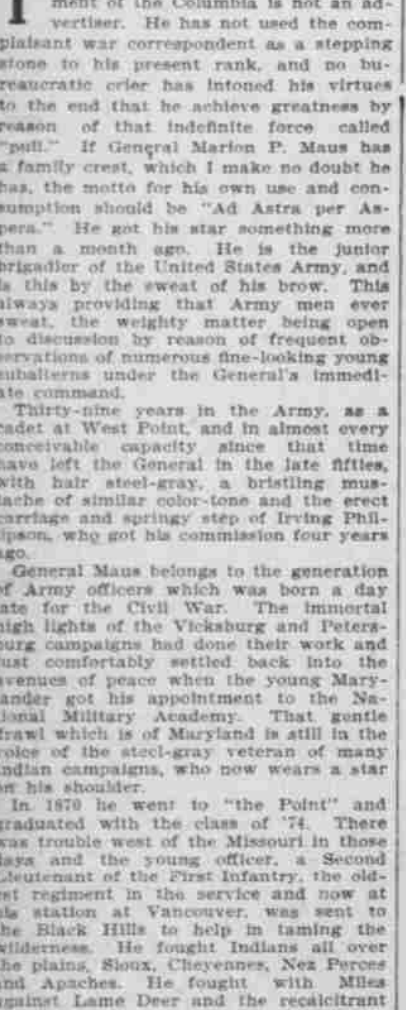 ment of the Columbia is not an ad-
vertiser. He has not used the com-
plaisant war correspondent as a stepping
stone to his present rank, and no bu-
reaucratic crier has intoned his virtues
to the end that he achieve greatness by
reason of that indefinite force called
"pull." If General Marion P. Maus has
a family crest, which I make no doubt he
has, the motto for his own use and con-
sumption should be "Ad Astra per As-
pera." He got his star something more
than a month ago. He is the junior
brigadier of the United States Army, and
is this by the sweat of his brow. This
always providing that Army men ever
sweat, the weighty matter being open
to discussion by reason of frequent ob-
servations of numerous fine-looking young
subalterns under the General's immedi-
ate command.
Thirty-nine years in the Army, as a
cadet at West Point, and in almost every
conceivable capacity since that time
have left the General in the late fifties,
with hair steel-gray, a bristling mus-
tache of similar color-tone and the erect
carriage and springy step of Irving Phil-
lipson, who got his commission four years
ago.
General Maus belongs to the generation
of Army officers which was born a day
late for the Civil War. The immortal
high lights of the Vicksburg and Peters-
burg campaigns had done their work and
just comfortably settled back into the
avenues of peace when the young Mary-
lander got his appointment to the Na-
tional Military Academy. That gentle
drawl which is of Maryland is still in the
voice of the steel-gray veteran of many
Indian campaigns, who now wears a star
on his shoulder.
In 1870 he went to "the Point" and
graduated with the class of '74. There
was trouble west of the Missouri in those
days and the young officer, a Second
Lieutenant of the First Infantry, the old-
est regiment in the service and now at
his station at Vancouver, was sent to
the Black Hills to help in taming the
wilderness. He fought Indians all over
the plains, Sioux, Cheyennes, Nez Perces
and Apaches. He fought with Miles
against Lame Deer and the recalcitrant